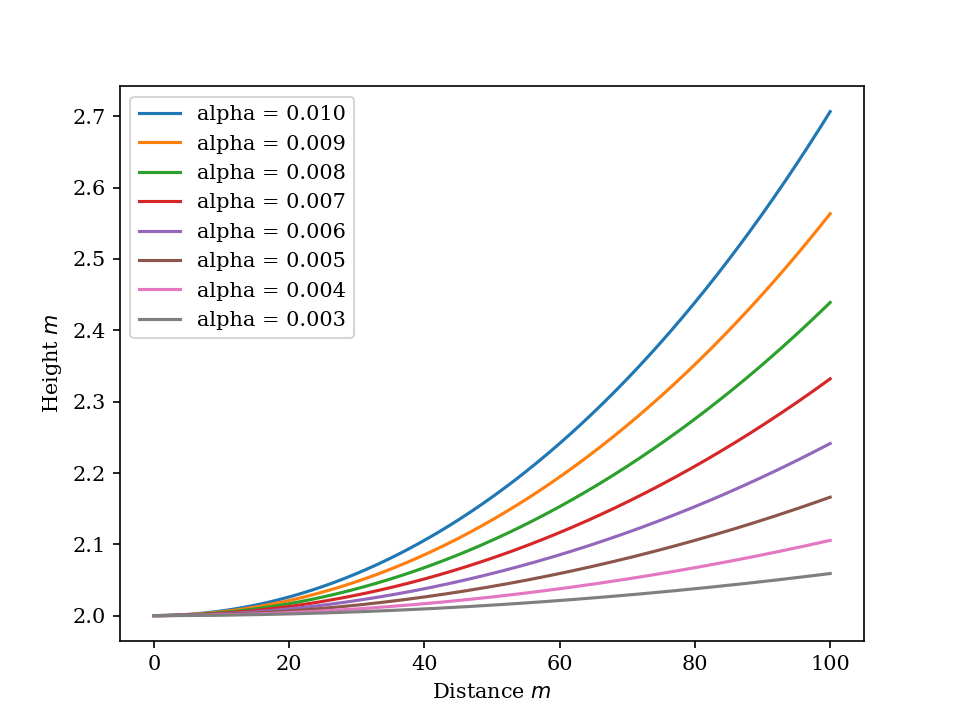 2.7
2.6
2.5
2.4
2.3
2.2
2.1
2.0
Height m
alpha = 0.010
alpha = 0.009
alpha = 0.008
alpha = 0.007
alpha = 0.006
alpha = 0.005
alpha = 0.004
alpha = 0.003
0 20 40 60 80 100
Distance m